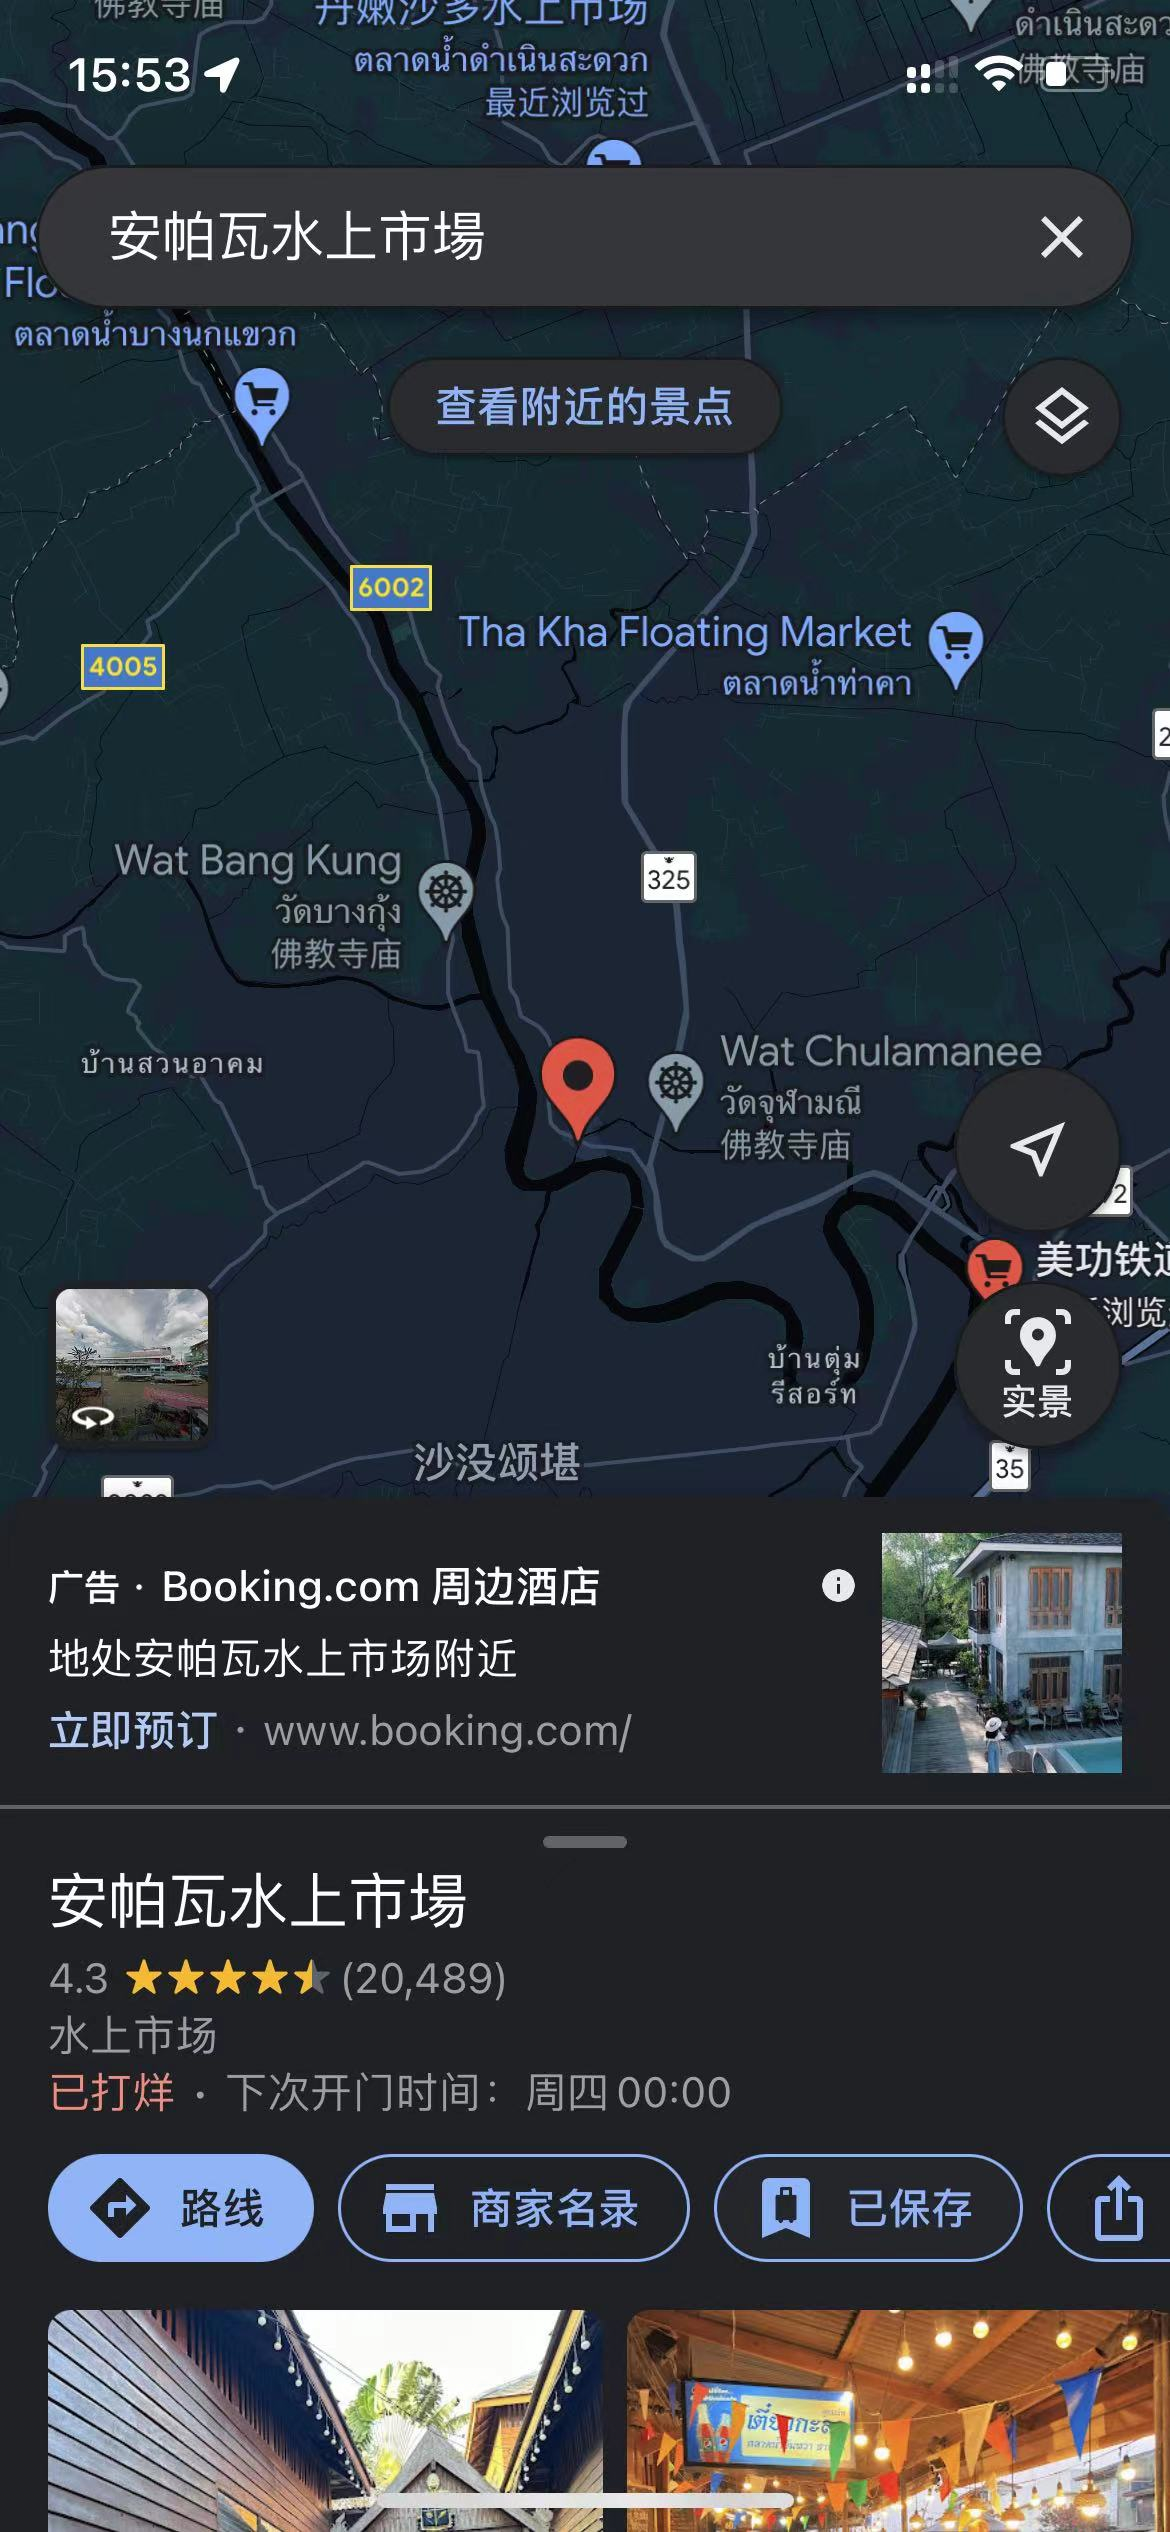 佛教寺庙
丹嫩沙多水上市场
ตลาดน้ำดำเนินสะดวก
最近浏览过
ดำเนินสะดว
佛教寺庙
15:53
安帕瓦水上市場
ang
Flo
ตลาดน้ำบางนกแขวก
查看附近的景点
6002
4005
Tha Kha Floating Market
ตลาดน้ำท่าคา
2
Wat Bang Kung
วัดบางกุ้ง
佛教寺庙
325
บ้านสวนอาคม
Wat Chulamanee
วัดจุฬามณี
佛教寺庙
2
美功铁道
浏览
实景
บ้านตุ่ม
รีสอร์ท
沙没颂堪
35
广告 · Booking.com 周边酒店
地处安帕瓦水上市场附近
立即预订 · www.booking.com/
安帕瓦水上市場
4.3 (20,489)
水上市场
已打烊 · 下次开门时间：周四 00:00
路线
商家名录
已保存